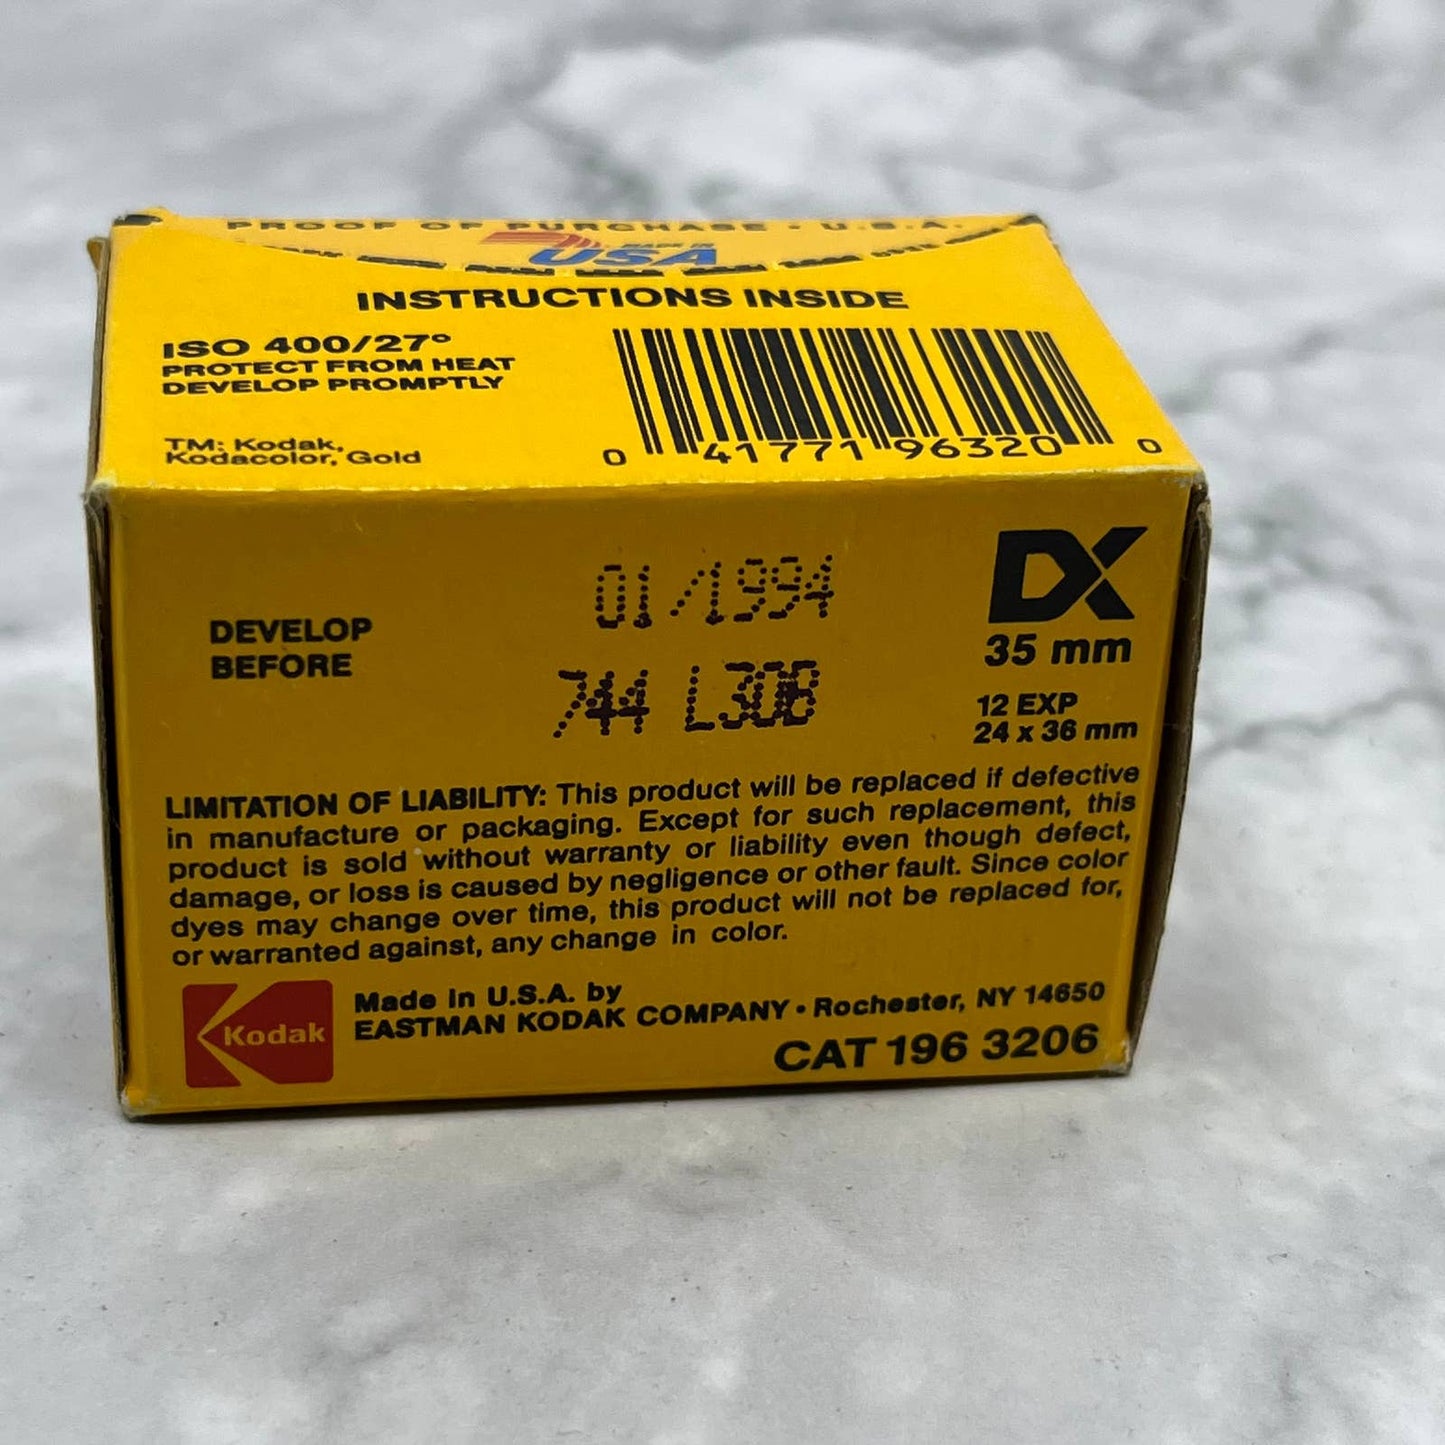 PROOF OF PURCHASE • U.S.A.
MADE IN
USA
INSTRUCTIONS INSIDE
ISO 400/27°
PROTECT FROM HEAT
DEVELOP PROMPTLY
TM: Kodak,
Kodacolor, Gold
0 41771 96320 0
DEVELOP
BEFORE
01/1994
744 L30B
DX
35 mm
12 EXP
24 x 36 mm
LIMITATION OF LIABILITY: This product will be replaced if defective
in manufacture or packaging. Except for such replacement, this
product is sold without warranty or liability even though defect,
damage, or loss is caused by negligence or other fault. Since color
dyes may change over time, this product will not be replaced for,
or warranted against, any change in color.
Kodak
Made in U.S.A. by
EASTMAN KODAK COMPANY • Rochester, NY 14650
CAT 196 3206